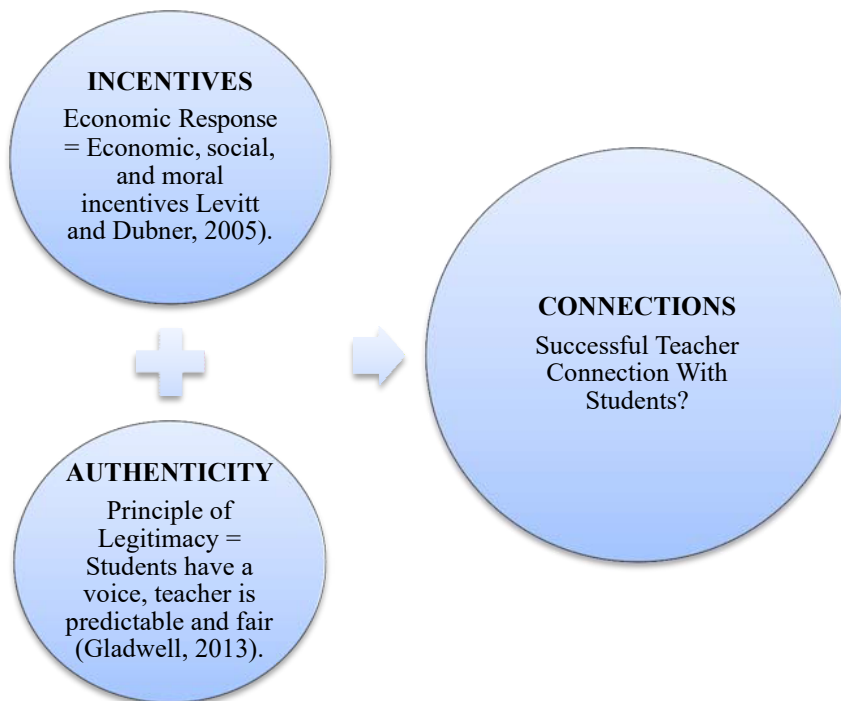 INCENTIVES
Economic Response
= Economic, social,
and moral
incentives Levitt
and Dubner, 2005).
AUTHENTICITY
Principle of
Legitimacy =
Students have a
voice, teacher is
predictable and fair
(Gladwell, 2013).
CONNECTIONS
Successful Teacher
Connection With
Students?